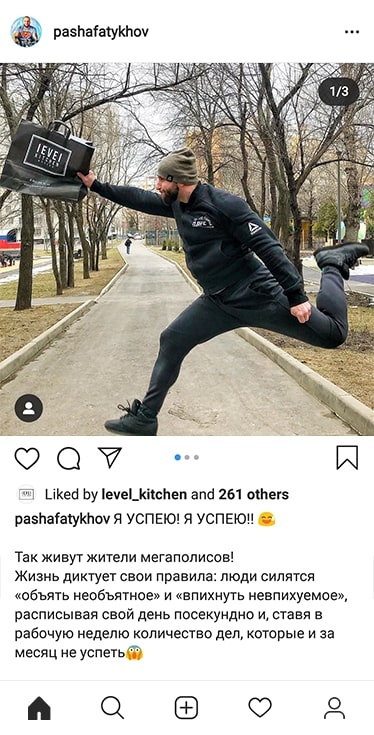 pashafatykhov
1/3
LEVEL
KITCHEN
Liked by level_kitchen and 261 others
pashafatykhov Я УСПЕЮ! Я УСПЕЮ!! 😊
Так живут жители мегаполисов!
Жизнь диктует свои правила: люди силятся
«объять необъятное» и «впихнуть невпихуемое»,
расписывая свой день посекундно и, ставя в
рабочую неделю количество дел, которые и за
месяц не успеть😱